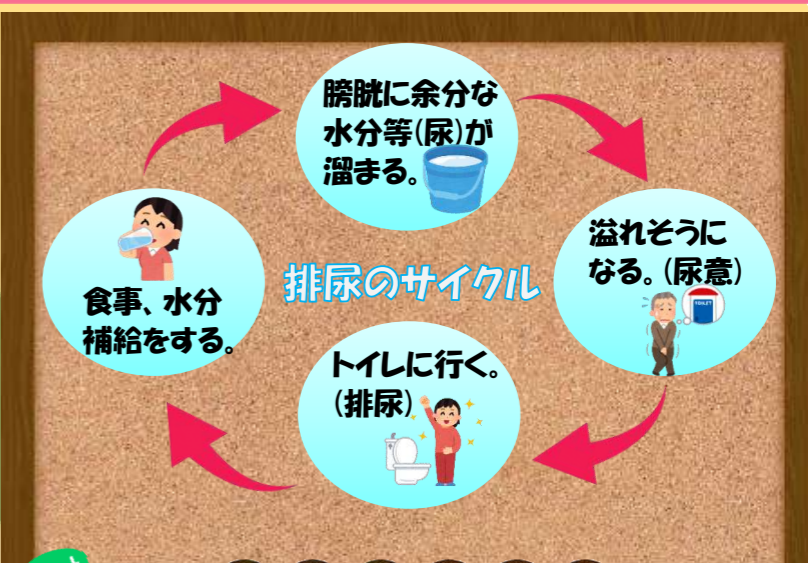 膀胱に余分な
水分等(尿)が
溜まる。
溢れそうに
なる。(尿意)
TOILET
排尿のサイクル
食事、水分
補給をする。
トイレに行く。
(排尿)